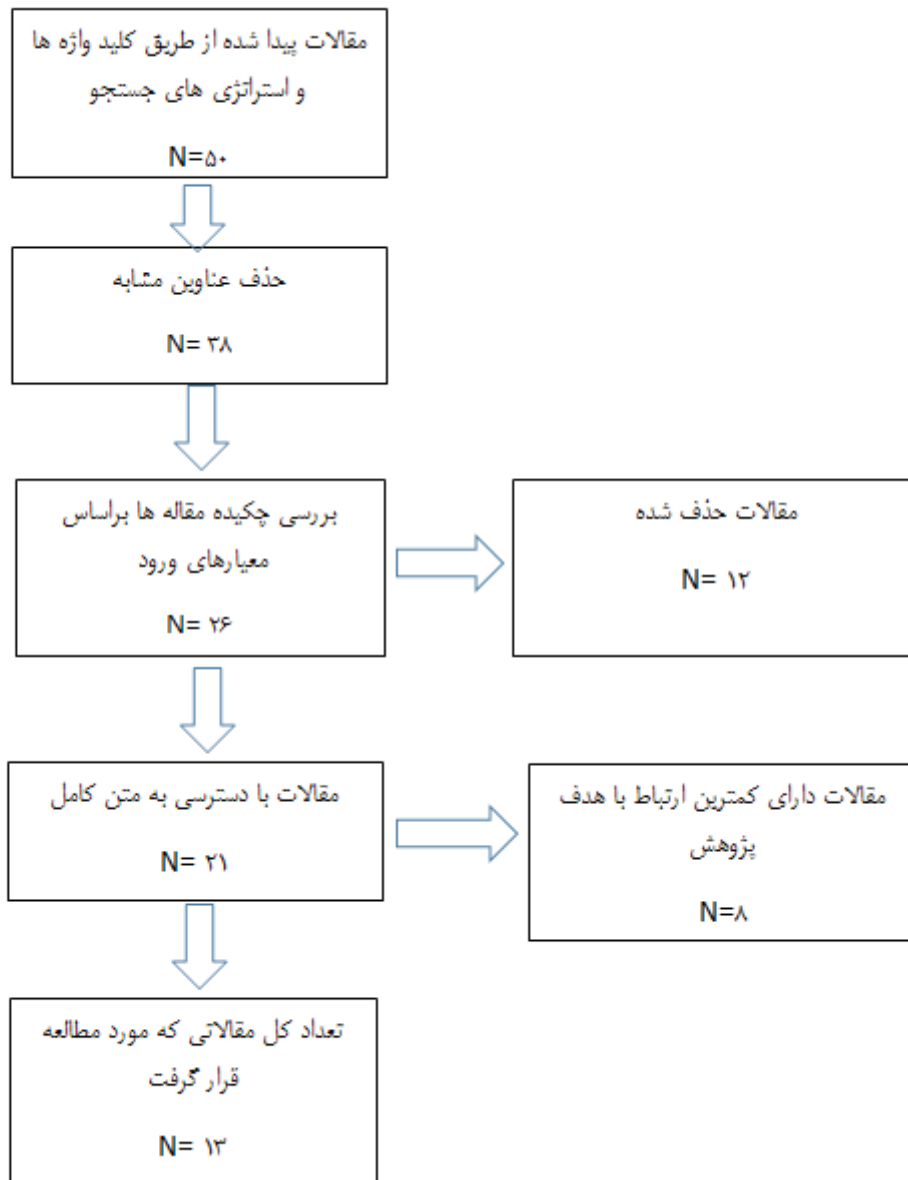 مقالات پیدا شده از طریق کلید واژه ها
و استراتژی های جستجو
N=۵۰
حذف عناوین مشابه
N= ۳۸
بررسی چکیده مقاله ها براساس
معیارهای ورود
N= ۲۶
مقالات حذف شده
N= ۱۲
مقالات با دسترسی به متن کامل
N= ۲۱
مقالات دارای کمترین ارتباط با هدف
پژوهش
N=۸
تعداد کل مقالاتی که مورد مطالعه
قرار گرفت
N= ۱۳